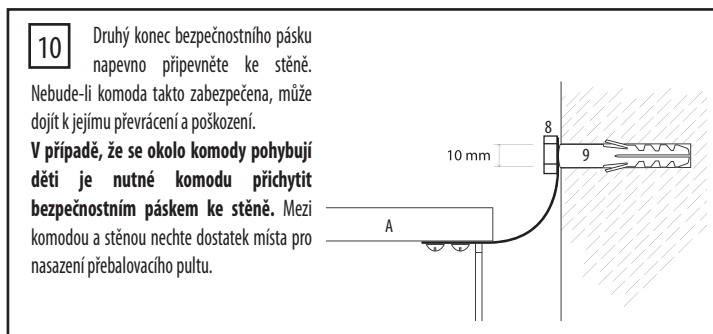 10
Druhý konec bezpečnostního pásku
napevno připevněte ke stěně.
Nebude-li komoda takto zabezpečena, může
dojít k jejímu převrácení a poškození.
V případě, že se okolo komody pohybují
děti je nutné komodu přichytit
bezpečnostním páskem ke stěně. Mezi
komodou a stěnou nechte dostatek místa pro
nasazení přebalovacího pultu.
8
10 mm
9
A